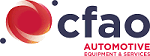 cfao
AUTOMOTIVE
EQUIPMENT & SERVICES